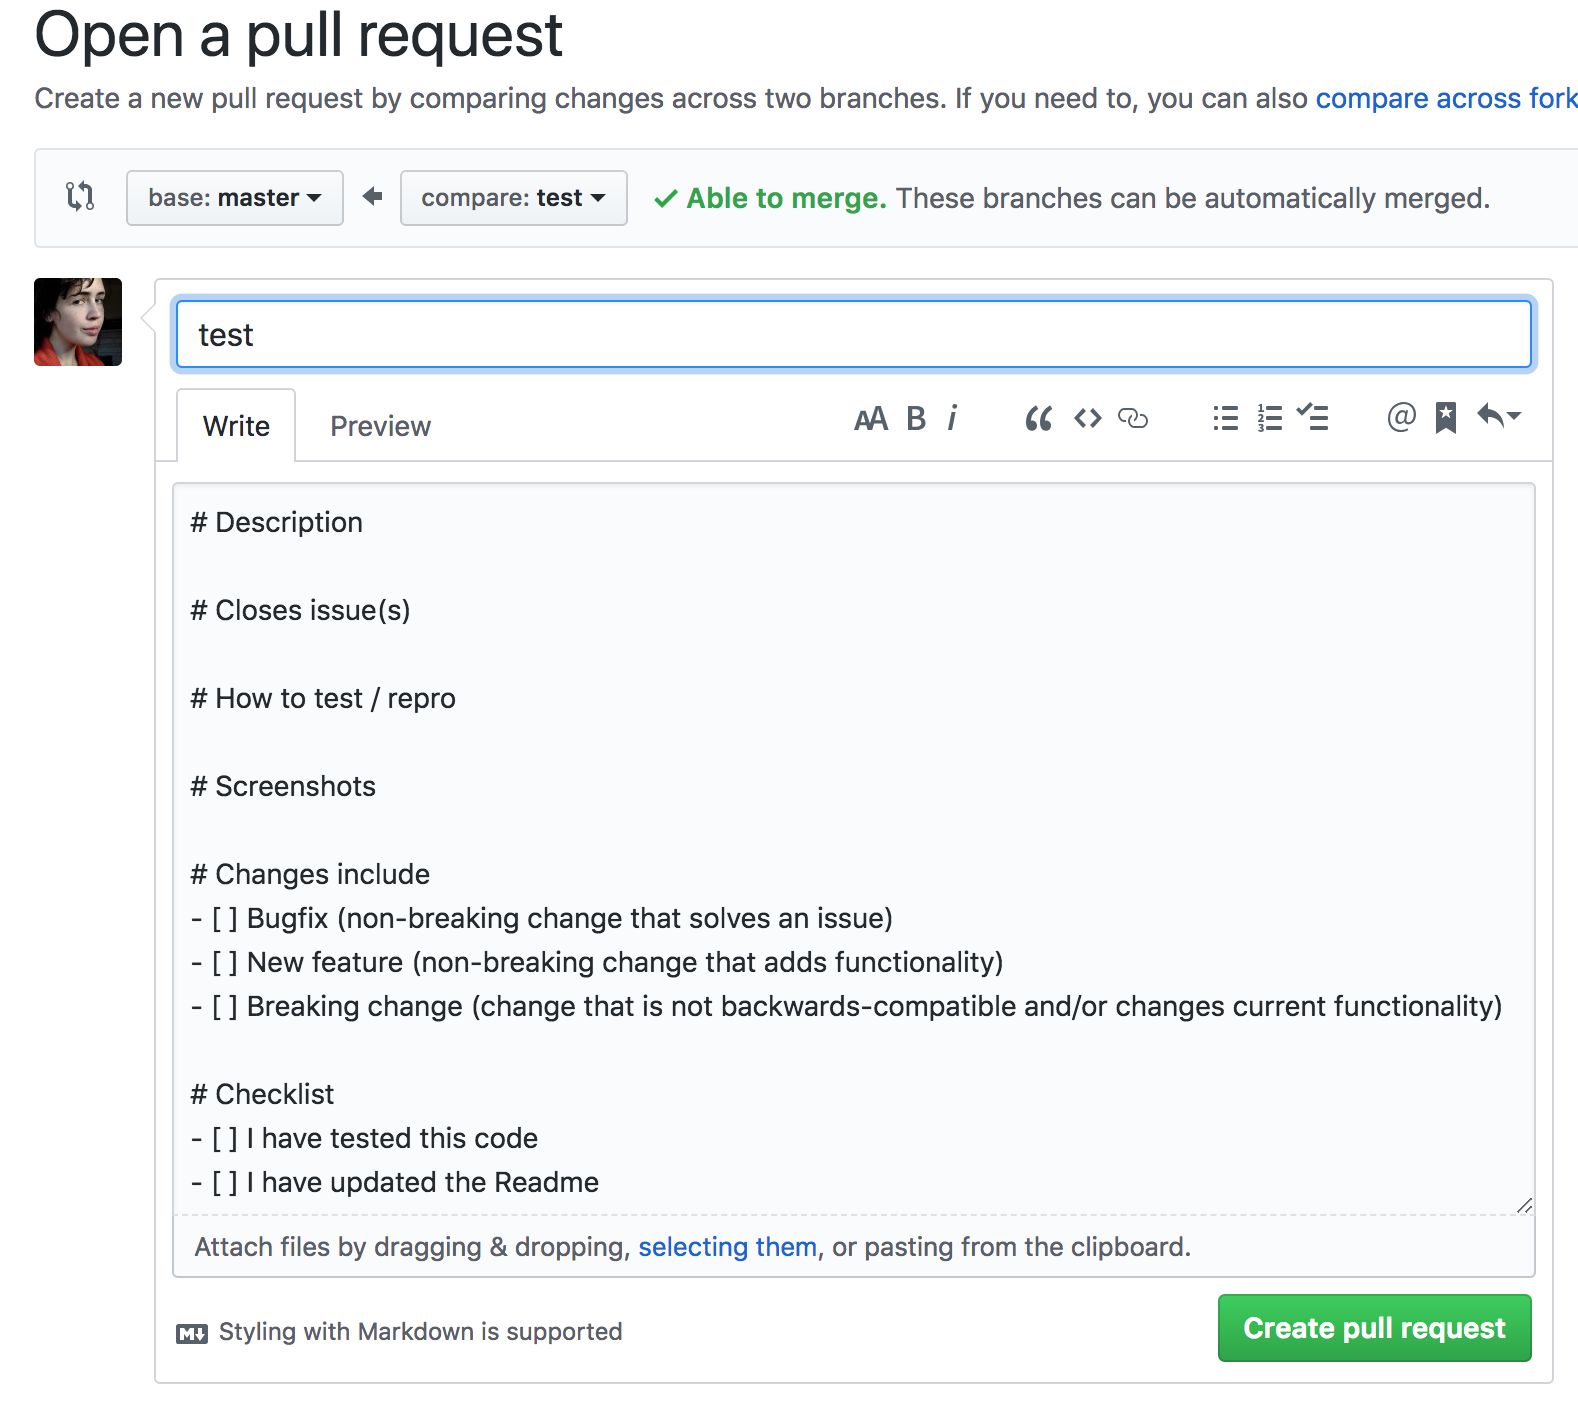 Open a pull request
Create a new pull request by comparing changes across two branches. If you need to, you can also compare across fork
base: master compare: test Able to merge. These branches can be automatically merged.
test
Write Preview AA B i
# Description
# Closes issue(s)
# How to test / repro
# Screenshots
# Changes include
- [ ] Bugfix (non-breaking change that solves an issue)
- [ ] New feature (non-breaking change that adds functionality)
- [ ] Breaking change (change that is not backwards-compatible and/or changes current functionality)
# Checklist
- [ ] I have tested this code
- [ ] I have updated the Readme
Attach files by dragging & dropping, selecting them, or pasting from the clipboard.
Styling with Markdown is supported
Create pull request